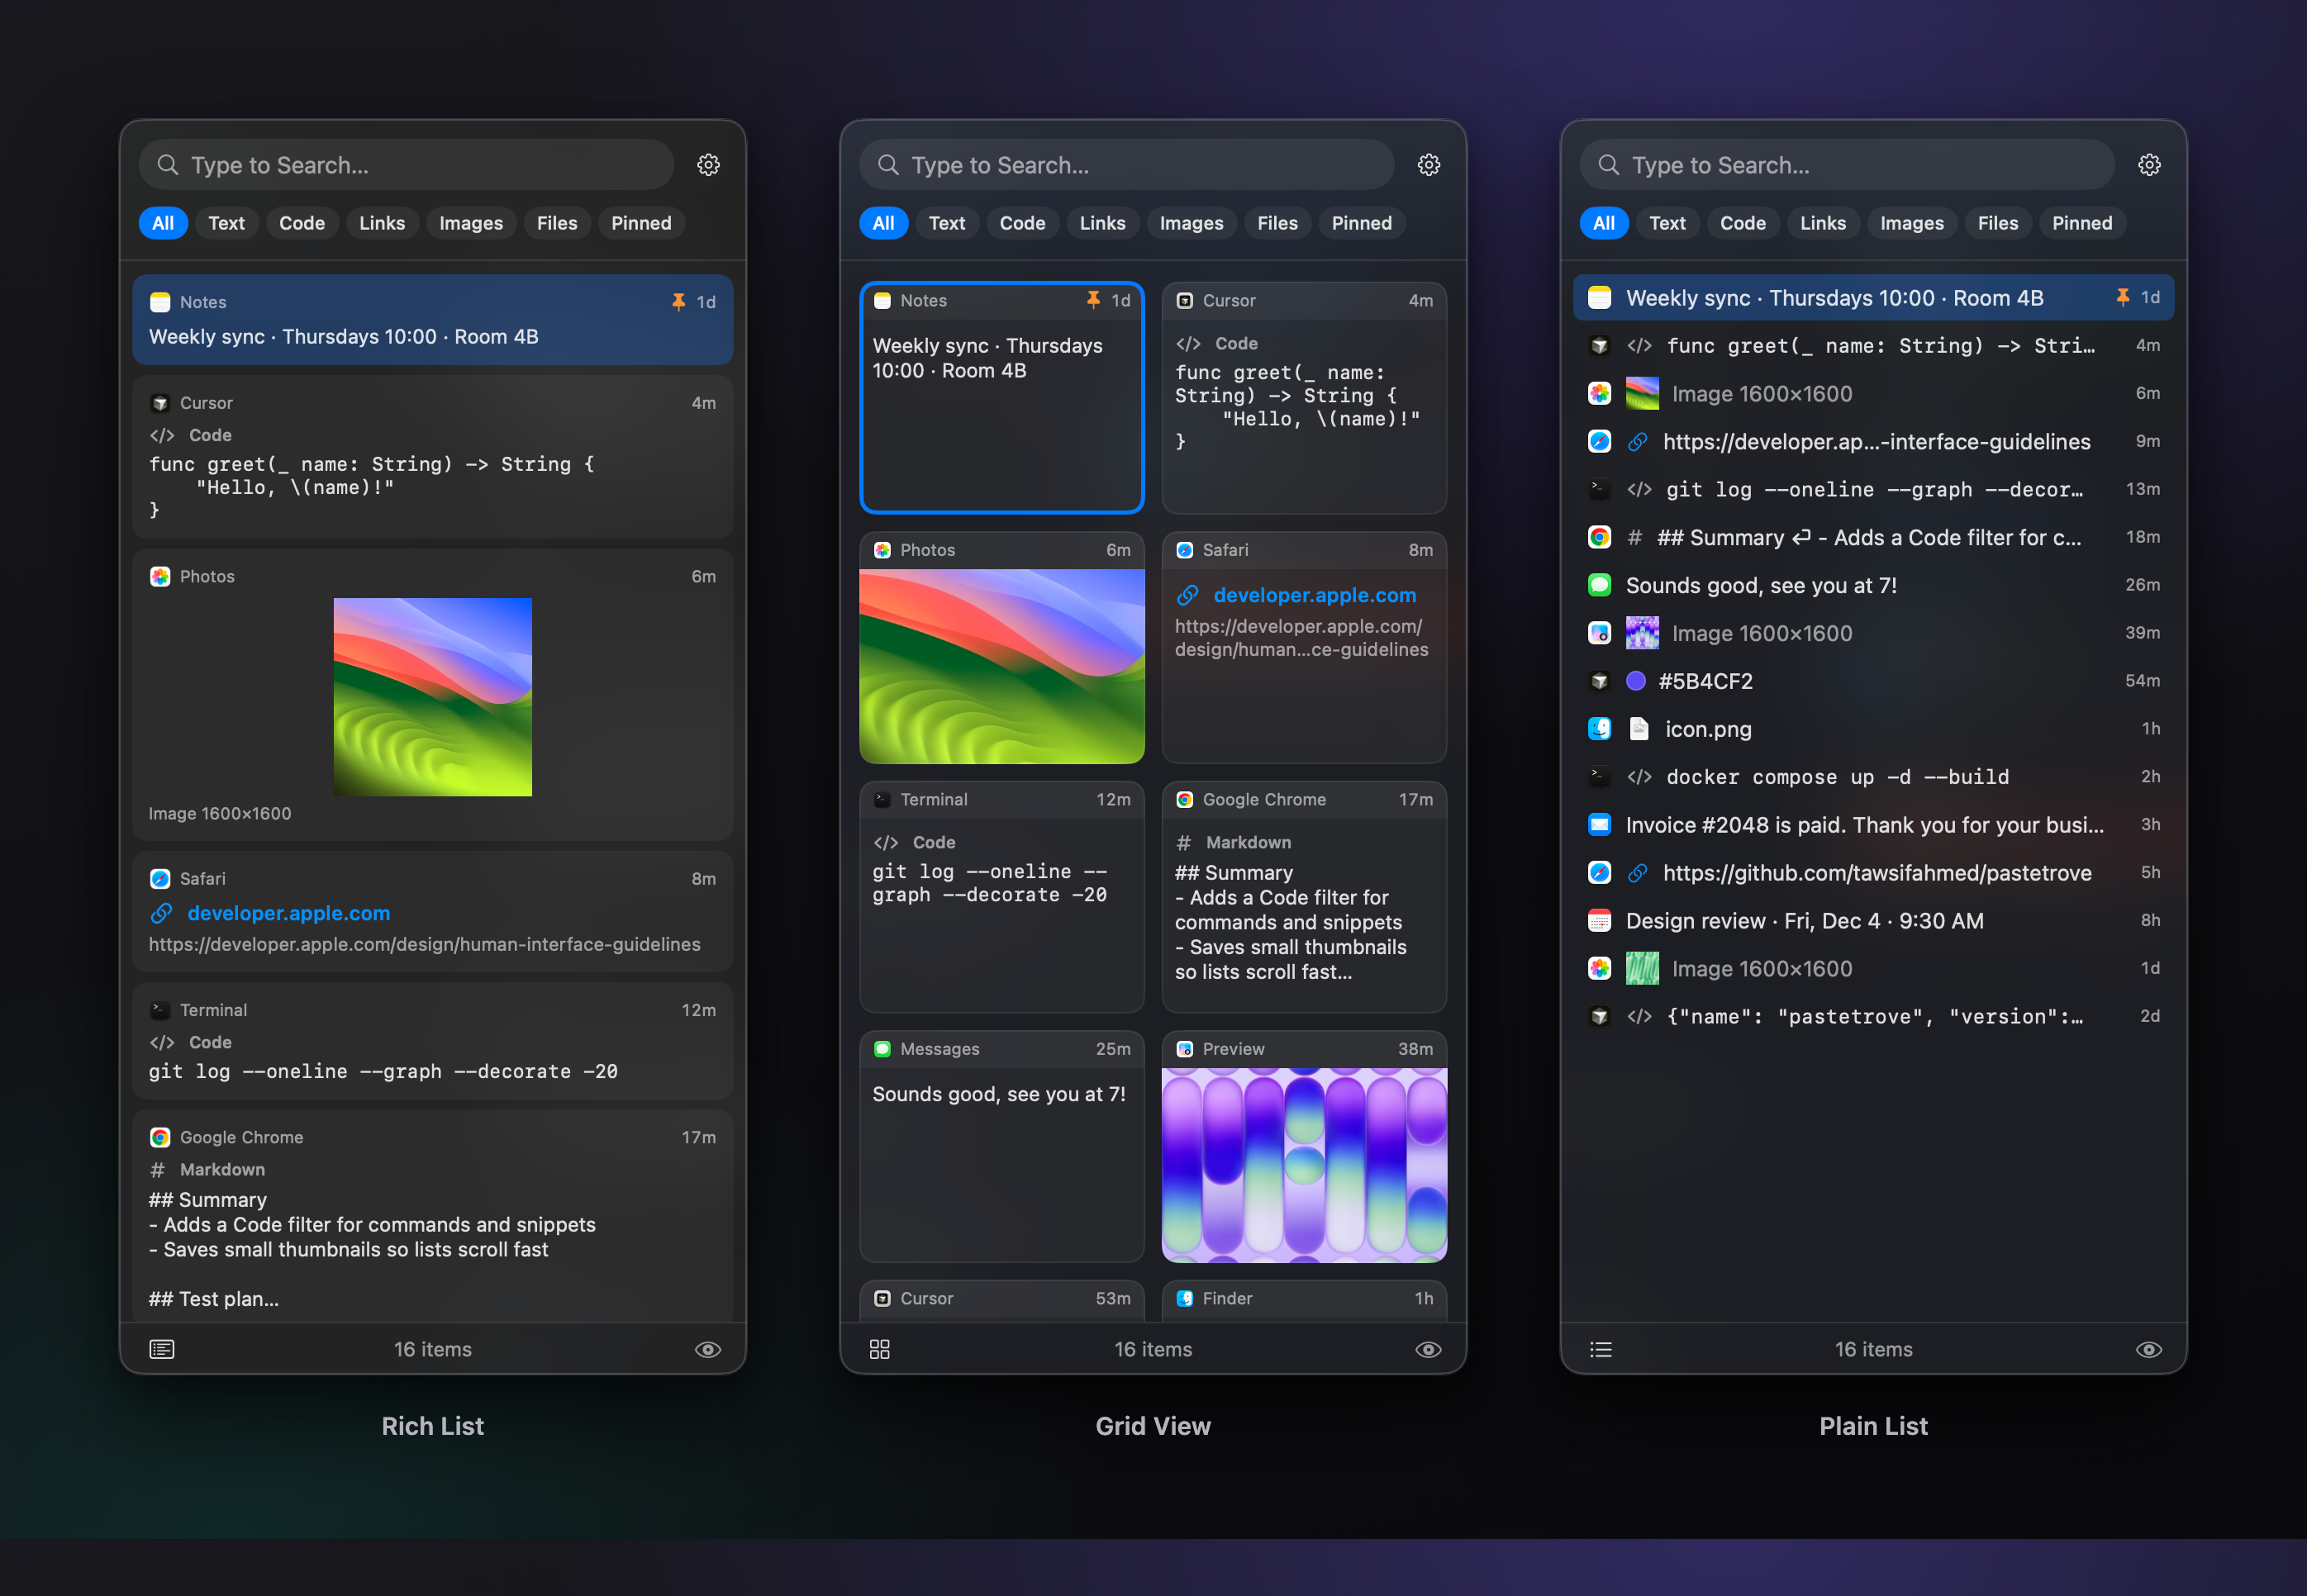 Type to Search...
All Text Code Links Images Files Pinned
Notes 1d
Weekly sync · Thursdays 10:00 · Room 4B
Cursor 4m
</> Code
func greet(_ name: String) -> String {
"Hello, \(name)!"
}
Photos 6m
Image 1600×1600
Safari 8m
developer.apple.com
https://developer.apple.com/design/human-interface-guidelines
Terminal 12m
</> Code
git log --oneline --graph --decorate -20
Google Chrome 17m
# Markdown
## Summary
- Adds a Code filter for commands and snippets
- Saves small thumbnails so lists scroll fast
## Test plan...
16 items
Rich List
Type to Search...
All Text Code Links Images Files Pinned
Notes 1d
Weekly sync · Thursdays
10:00 · Room 4B
Cursor 4m
</> Code
func greet(_ name:
String) -> String {
"Hello, \(name)!"
}
Photos 6m
Safari 8m
developer.apple.com
https://developer.apple.com/
design/human...ce-guidelines
Terminal 12m
</> Code
git log --oneline --
graph --decorate -20
Google Chrome 17m
# Markdown
## Summary
- Adds a Code filter for
commands and snippets
- Saves small thumbnails
so lists scroll fast...
Messages 25m
Sounds good, see you at 7!
Preview 38m
Cursor 53m
Finder 1h
16 items
Grid View
Type to Search...
All Text Code Links Images Files Pinned
Weekly sync · Thursdays 10:00 · Room 4B 1d
</> func greet(_ name: String) -> Stri... 4m
Image 1600×1600 6m
https://developer.ap...-interface-guidelines 9m
</> git log --oneline --graph --decor... 13m
# ## Summary ⏎ - Adds a Code filter for c... 18m
Sounds good, see you at 7! 26m
Image 1600×1600 39m
#5B4CF2 54m
icon.png 1h
</> docker compose up -d --build 2h
Invoice #2048 is paid. Thank you for your busi... 3h
https://github.com/tawsifahmed/pastetrove 5h
Design review · Fri, Dec 4 · 9:30 AM 8h
Image 1600×1600 1d
</> {"name": "pastetrove", "version":... 2d
16 items
Plain List